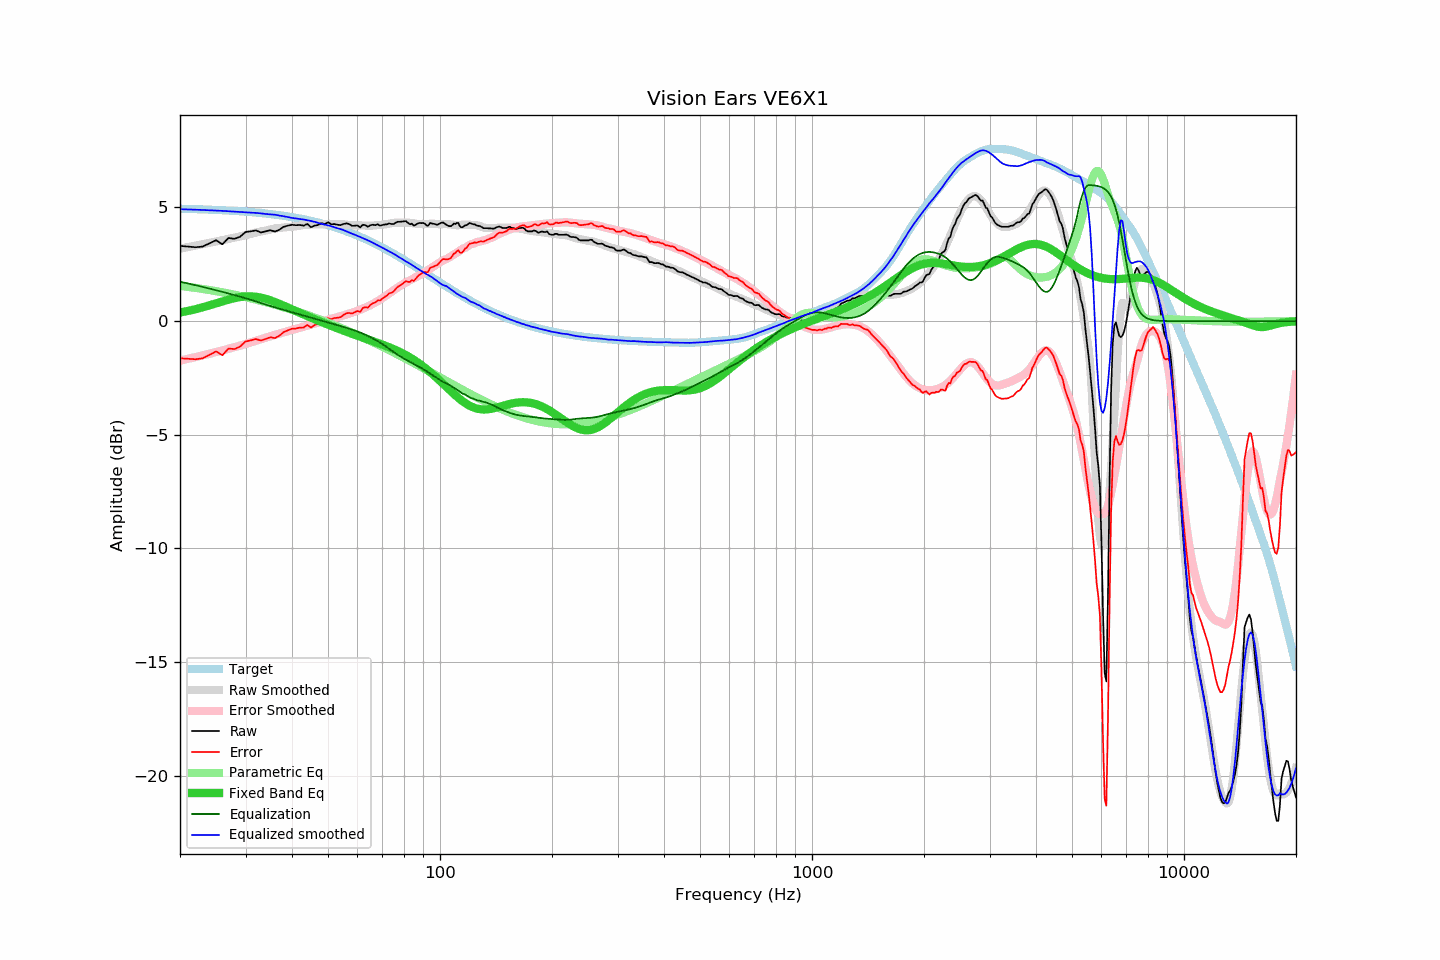 Vision Ears VE6X1
Amplitude (dBr)
5
0
−5
−10
−15
−20
Target
Raw Smoothed
Error Smoothed
Raw
Error
Parametric Eq
Fixed Band Eq
Equalization
Equalized smoothed
100
1000
10000
Frequency (Hz)